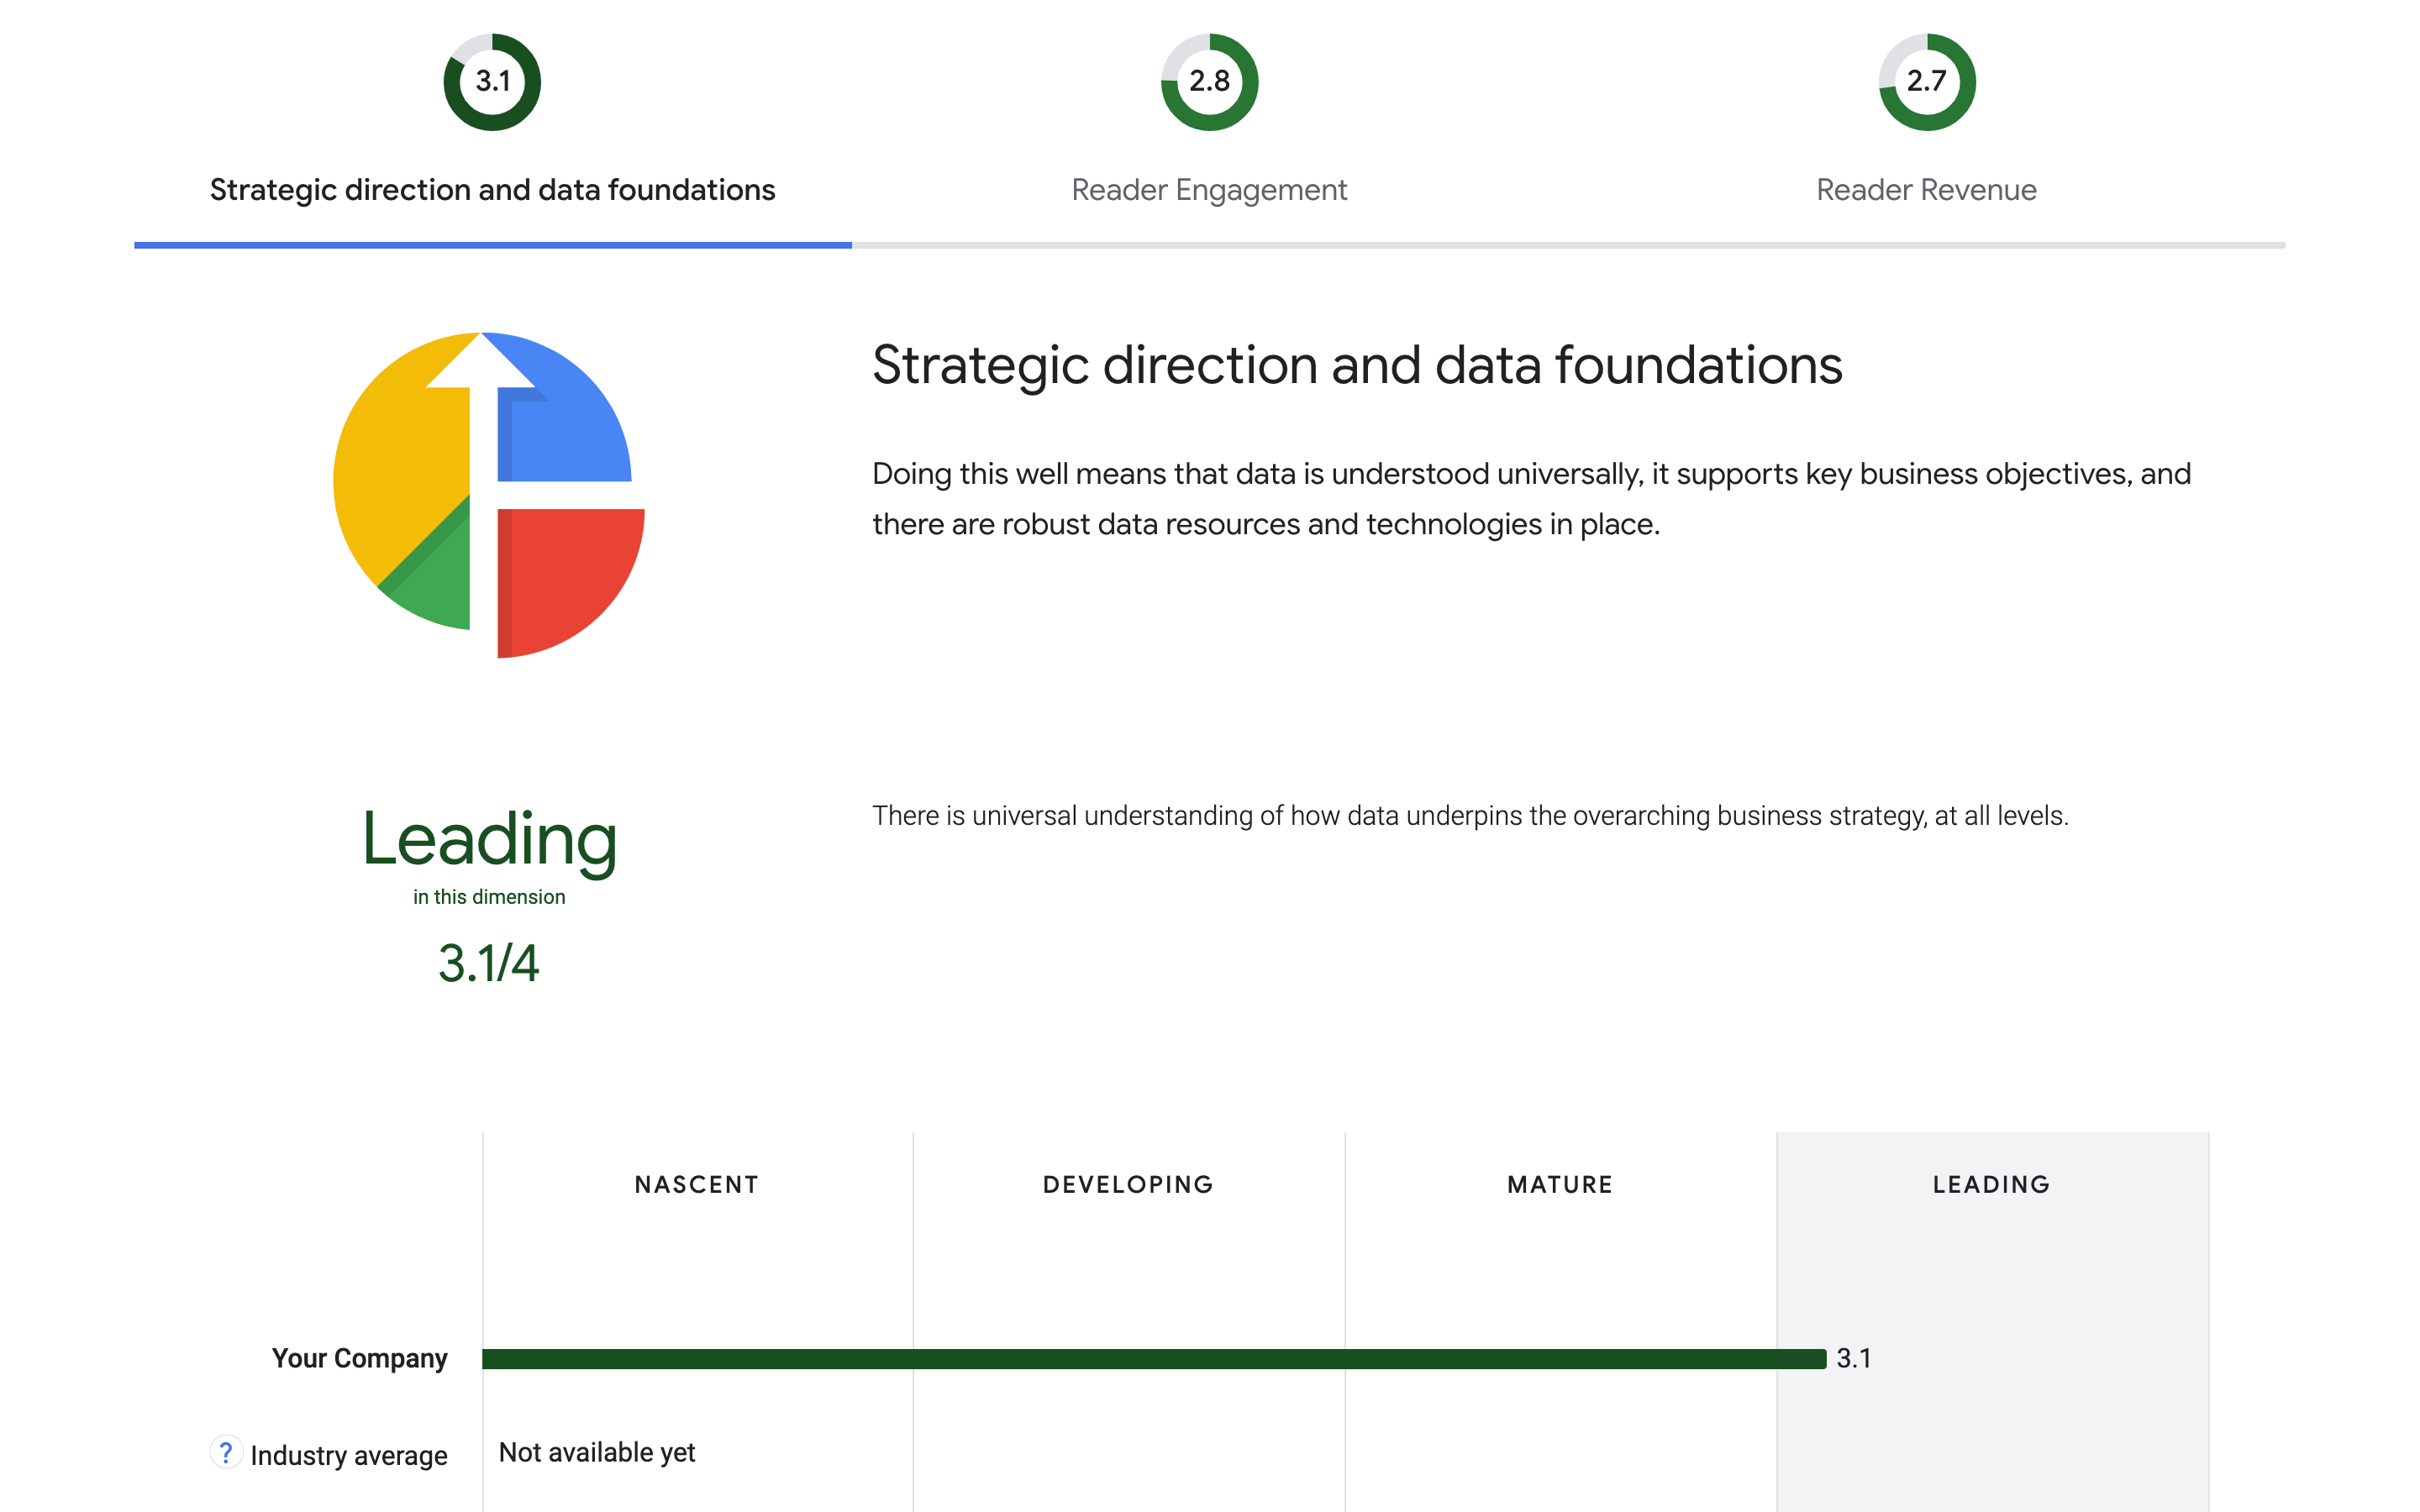 3.1
2.8
2.7
Strategic direction and data foundations
Reader Engagement
Reader Revenue
Strategic direction and data foundations
Doing this well means that data is understood universally, it supports key business objectives, and
there are robust data resources and technologies in place.
Leading
in this dimension
3.1/4
There is universal understanding of how data underpins the overarching business strategy, at all levels.
NASCENT
DEVELOPING
MATURE
LEADING
Your Company
3.1
? Industry average
Not available yet